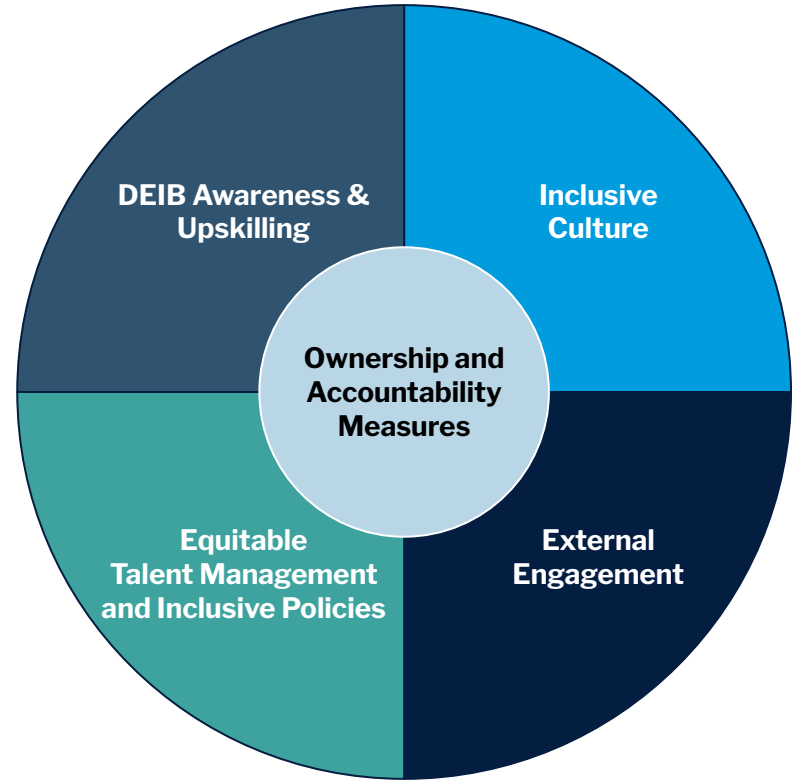 DEIB Awareness &
Upskilling
Inclusive
Culture
Ownership and
Accountability
Measures
Equitable
Talent Management
and Inclusive Policies
External
Engagement